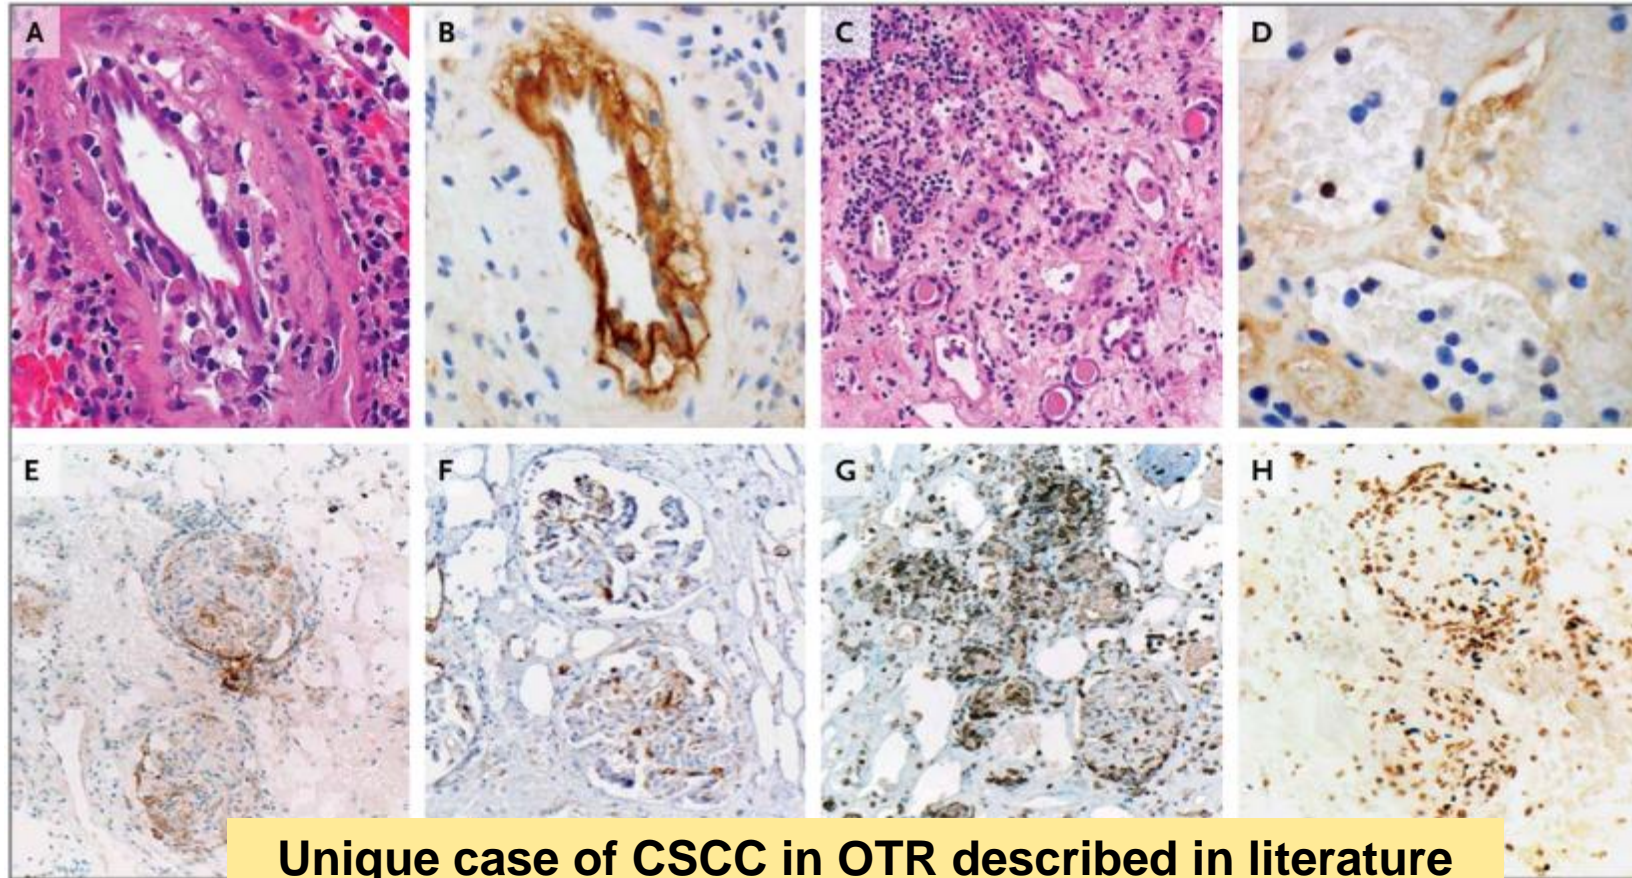 A
B
C
D
E
F
G
H
Unique case of CSCC in OTR described in literature